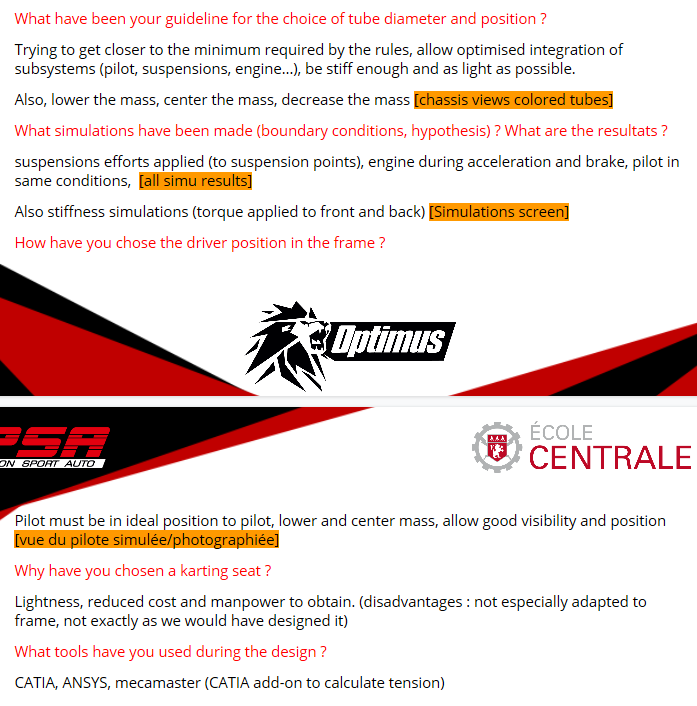 What have been your guideline for the choice of tube diameter and position ?
Trying to get closer to the minimum required by the rules, allow optimised integration of
subsystems (pilot, suspensions, engine...), be stiff enough and as light as possible.
Also, lower the mass, center the mass, decrease the mass [chassis views colored tubes]
What simulations have been made (boundary conditions, hypothesis) ? What are the resultats ?
suspensions efforts applied (to suspension points), engine during acceleration and brake, pilot in
same conditions, [all simu results]
Also stiffness simulations (torque applied to front and back) [Simulations screen]
How have you chose the driver position in the frame ?
Optimus
PSA
ON SPORT AUTO
ÉCOLE
CENTRALE
Pilot must be in ideal position to pilot, lower and center mass, allow good visibility and position
[vue du pilote simulée/photographiée]
Why have you chosen a karting seat ?
Lightness, reduced cost and manpower to obtain. (disadvantages : not especially adapted to
frame, not exactly as we would have designed it)
What tools have you used during the design ?
CATIA, ANSYS, mecamaster (CATIA add-on to calculate tension)